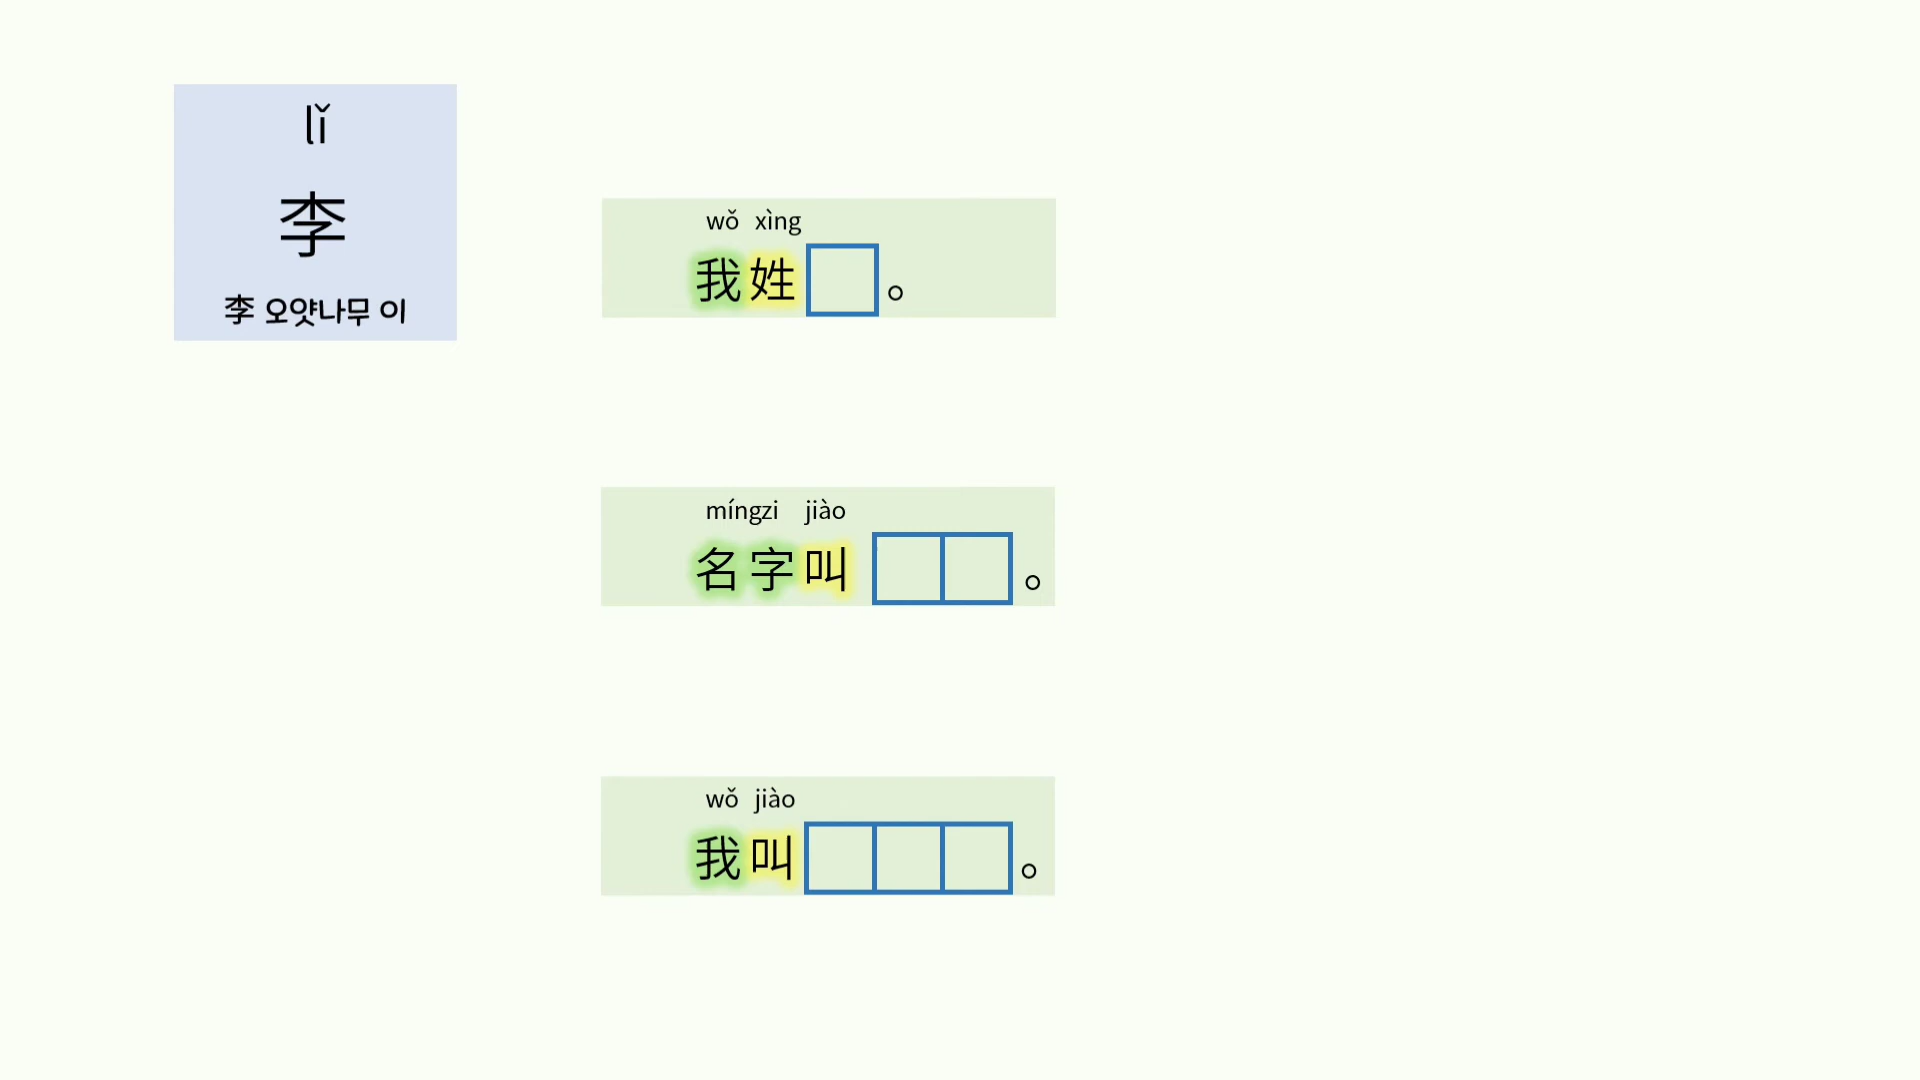 lǐ
李
李 오얏나무 이
wǒ xìng
我姓 。
míngzi jiào
名字叫 。
wǒ jiào
我叫 。